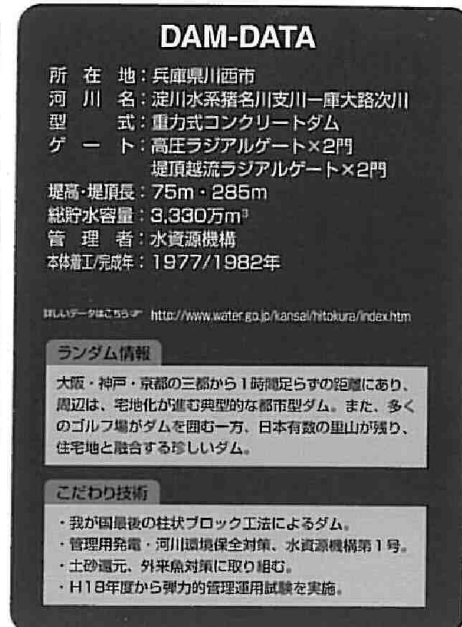 DAM-DATA
所在地：兵庫県川西市
河川名：淀川水系猪名川支川一庫大路次川
型式：重力式コンクリートダム
ゲート：高圧ラジアルゲート×2門
堤頂越流ラジアルゲート×2門
堤高・堤頂長：75m・285m
総貯水容量：3,330万m³
管理者：水資源機構
本体着工/完成年：1977/1982年
詳しいデータはこちら☞ http://www.water.go.jp/kansai/hitokura/index.htm
ランダム情報
大阪・神戸・京都の三都から１時間足らずの距離にあり、
周辺は、宅地化が進む典型的な都市型ダム。また、多く
のゴルフ場がダムを囲む一方、日本有数の里山が残り、
住宅地と融合する珍しいダム。
こだわり技術
・我が国最後の柱状ブロック工法によるダム。
・管理用発電・河川環境保全対策、水資源機構第１号。
・土砂還元、外来魚対策に取り組む。
・H18年度から弾力的管理運用試験を実施。